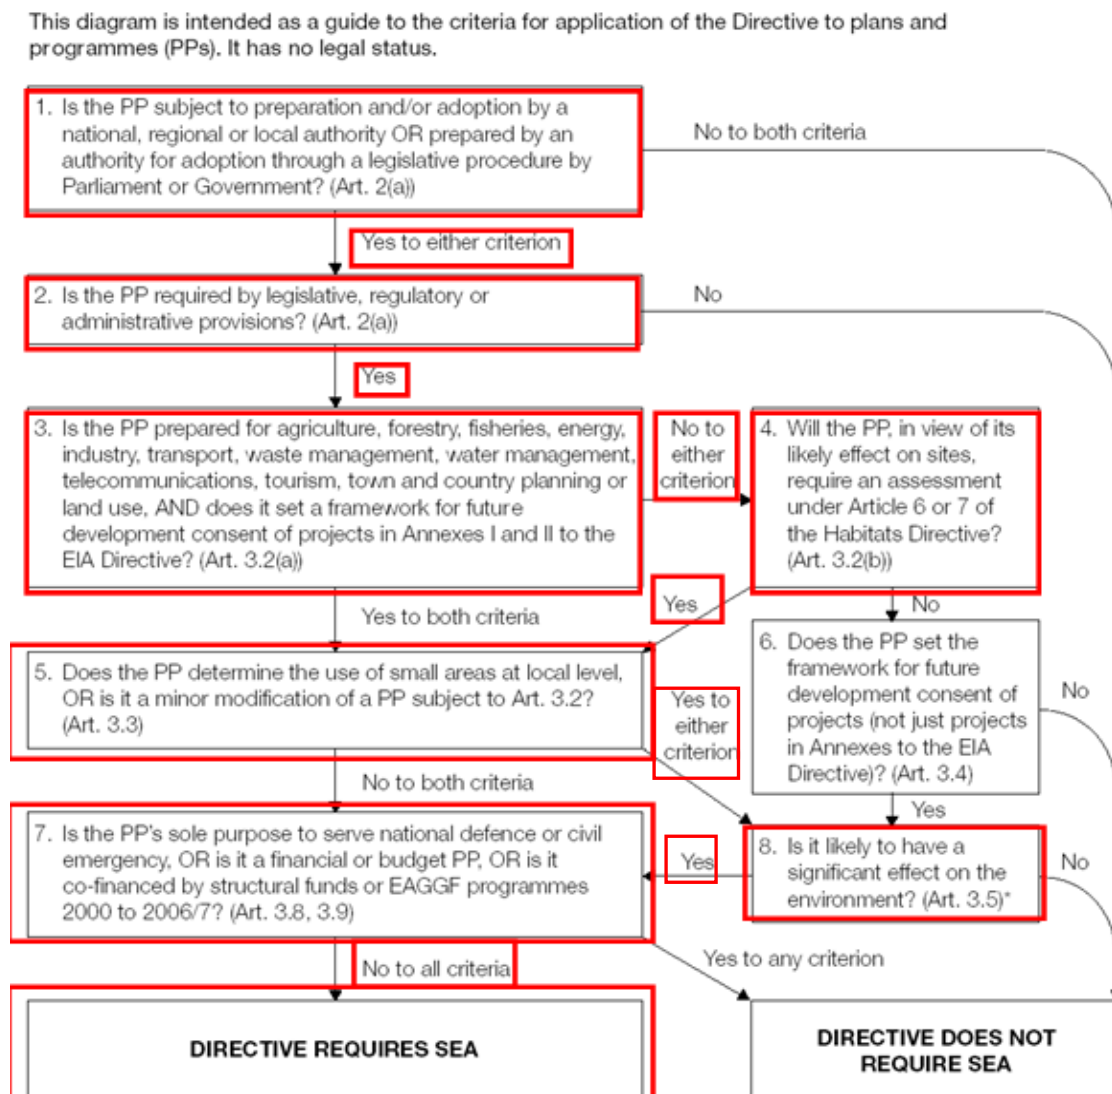 This diagram is intended as a guide to the criteria for application of the Directive to plans and
programmes (PPs). It has no legal status.
1. Is the PP subject to preparation and/or adoption by a
national, regional or local authority OR prepared by an
authority for adoption through a legislative procedure by
Parliament or Government? (Art. 2(a))
No to both criteria
Yes to either criterion
2. Is the PP required by legislative, regulatory or
administrative provisions? (Art. 2(a))
No
Yes
3. Is the PP prepared for agriculture, forestry, fisheries, energy,
industry, transport, waste management, water management,
telecommunications, tourism, town and country planning or
land use, AND does it set a framework for future
development consent of projects in Annexes I and II to the
EIA Directive? (Art. 3.2(a))
No to
either
criterion
4. Will the PP, in view of its
likely effect on sites,
require an assessment
under Article 6 or 7 of
the Habitats Directive?
(Art. 3.2(b))
Yes to both criteria
Yes
No
5. Does the PP determine the use of small areas at local level,
OR is it a minor modification of a PP subject to Art. 3.2?
(Art. 3.3)
Yes to
either
criterion
6. Does the PP set the
framework for future
development consent of
projects (not just projects
in Annexes to the EIA
Directive)? (Art. 3.4)
No
No to both criteria
Yes
7. Is the PP's sole purpose to serve national defence or civil
emergency, OR is it a financial or budget PP, OR is it
co-financed by structural funds or EAGGF programmes
2000 to 2006/7? (Art. 3.8, 3.9)
Yes
8. Is it likely to have a
significant effect on the
environment? (Art. 3.5)*
No
No to all criteria
Yes to any criterion
DIRECTIVE REQUIRES SEA
DIRECTIVE DOES NOT
REQUIRE SEA